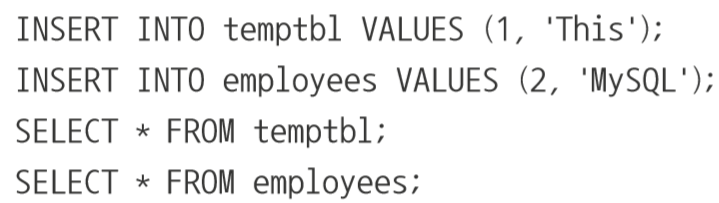 INSERT INTO temptbl VALUES (1, 'This');
INSERT INTO employees VALUES (2, 'MySQL');
SELECT * FROM temptbl;
SELECT * FROM employees;